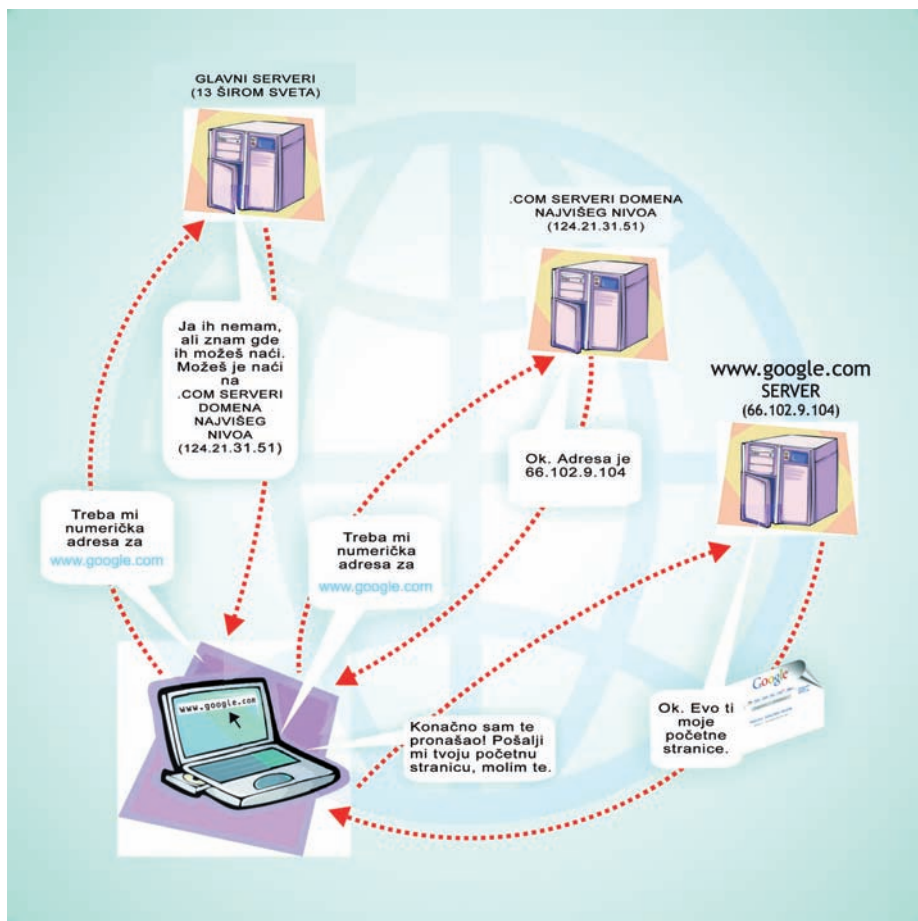 GLAVNI SERVERI
(13 ŠIROM SVETA)
.COM SERVERI DOMENA
NAJVIŠEG NIVOA
(124.21.31.51)
www.google.com
SERVER
(66.102.9.104)
Ja ih nemam,
ali znam gde
ih možeš naći.
Možeš je naći
na
.COM SERVERI
DOMENA
NAJVIŠEG
NIVOA
(124.21.31.51)
Ok. Adresa je
66.102.9.104
Treba mi
numerička
adresa za
www.google.com
Treba mi
numerička
adresa za
www.google.com
www.google.com
Konačno sam te
pronašao! Pošalji
mi tvoju početnu
stranicu, molim te.
Ok. Evo ti
moje
početne
stranice.
Google